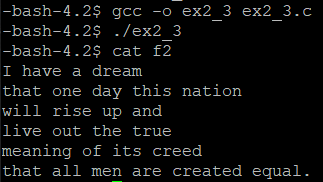 -bash-4.2$ gcc -o ex2_3 ex2_3.c
-bash-4.2$ ./ex2_3
-bash-4.2$ cat f2
I have a dream
that one day this nation
will rise up and
live out the true
meaning of its creed
that all men are created equal.